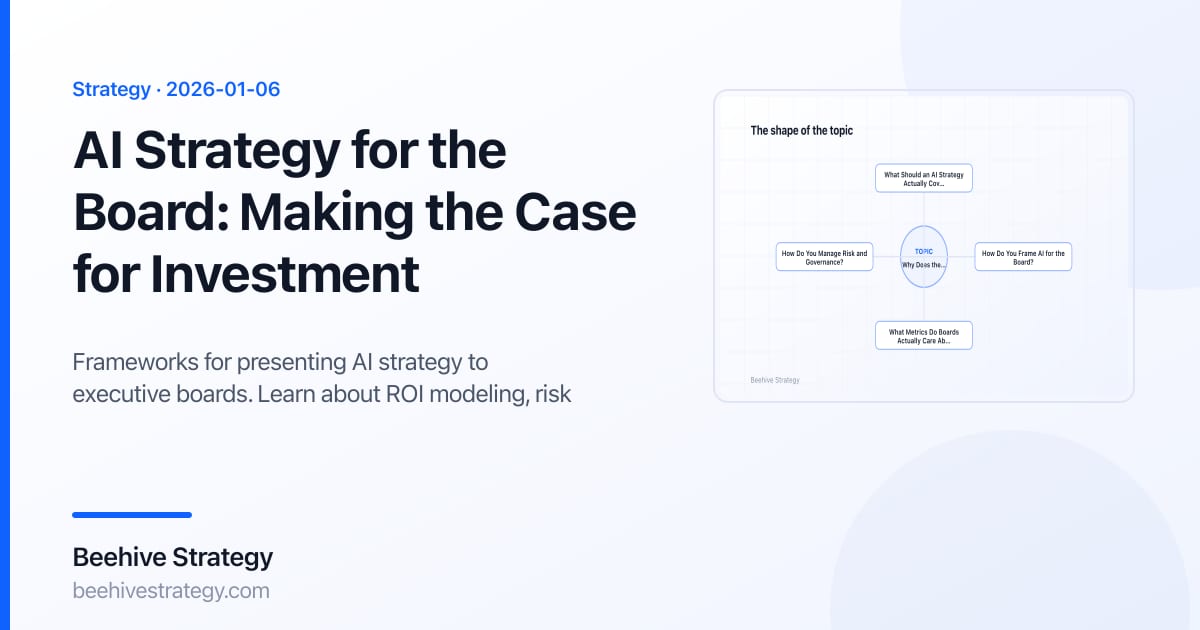 Strategy · 2026-01-06
AI Strategy for the
Board: Making the Case
for Investment
Frameworks for presenting AI strategy to
executive boards. Learn about ROI modeling, risk
Beehive Strategy
beehivestrategy.com
The shape of the topic
What Should an AI Strategy
Actually Cov...
How Do You Manage Risk and
Governance?
TOPIC
Why Does the...
How Do You Frame AI for the
Board?
What Metrics Do Boards
Actually Care Ab...
Beehive Strategy